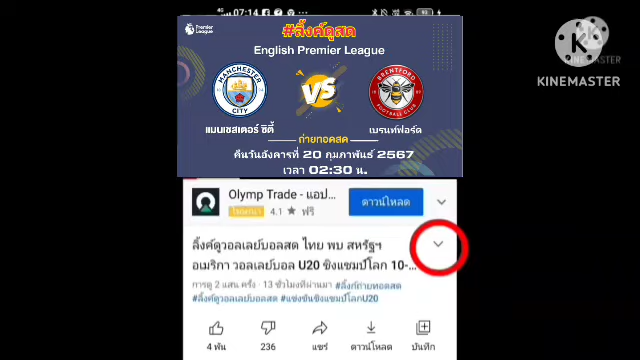 4G 07:14
#ลิ้งค์ดูสด
Premier League
English Premier League
MANCHESTER CITY
VS
BRENTFORD FOOTBALL CLUB
แมนเชสเตอร์ ซิตี้
เบรนท์ฟอร์ด
ถ่ายทอดสด
คืนวันอังคารที่ 20 กุมภาพันธ์ 2567
เวลา 02:30 น.
KINEMASTER
KINEMASTER
Olymp Trade - แอป...
โฆษณา 4.1 ★ ฟรี
ดาวน์โหลด
ลิ้งค์ดูวอลเลย์บอลสด ไทย พบ สหรัฐฯ
อเมริกา วอลเลย์บอล U20 ชิงแชมป์โลก 10-...
การดู 2 แสน ครั้ง · 13 ชั่วโมงที่ผ่านมา #ลิ้งก์ถ่ายทอดสด
#ลิ้งค์ดูวอลเลย์บอลสด #แข่งขันชิงแชมป์โลกU20
4 พัน
236
แชร์
ดาวน์โหลด
บันทึก